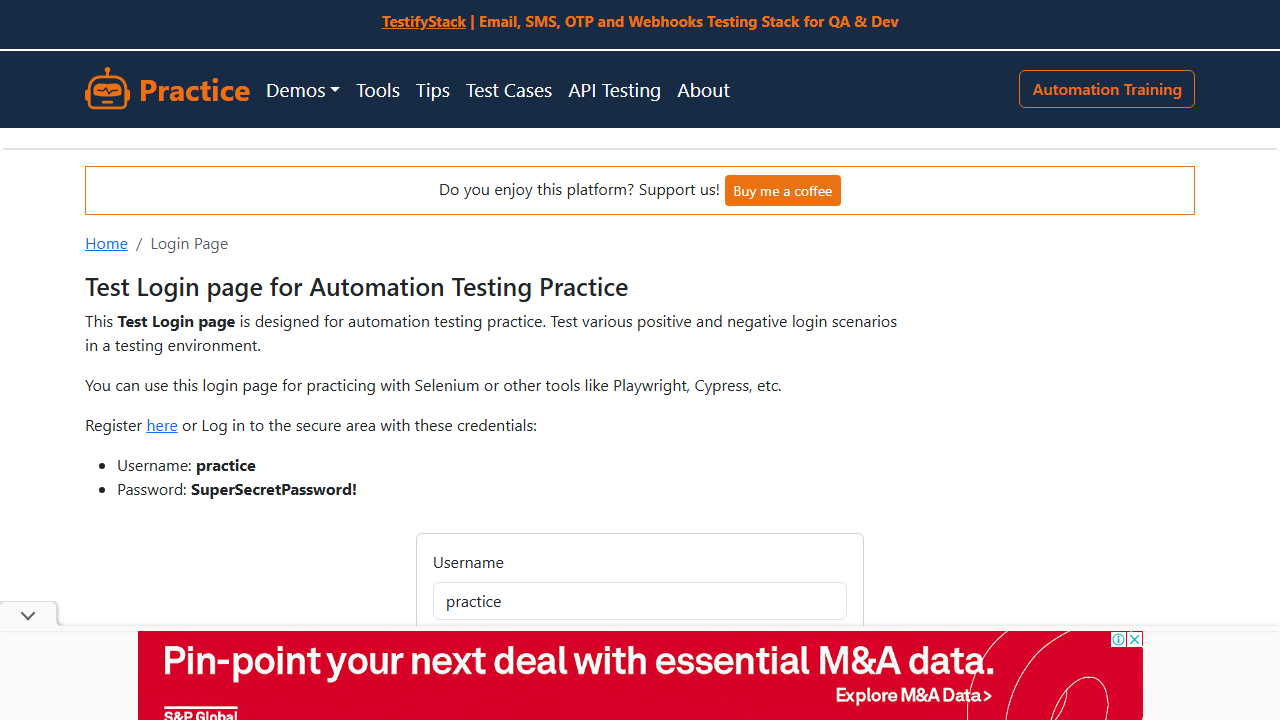 TestifyStack | Email, SMS, OTP and Webhooks Testing Stack for QA & Dev
Practice Demos Tools Tips Test Cases API Testing About Automation Training
Do you enjoy this platform? Support us! Buy me a coffee
Home / Login Page
Test Login page for Automation Testing Practice
This Test Login page is designed for automation testing practice. Test various positive and negative login scenarios
in a testing environment.
You can use this login page for practicing with Selenium or other tools like Playwright, Cypress, etc.
Register here or Log in to the secure area with these credentials:
Username: practice
Password: SuperSecretPassword!
Username
practice
Pin-point your next deal with essential M&A data.
Explore M&A Data >
S&P Global